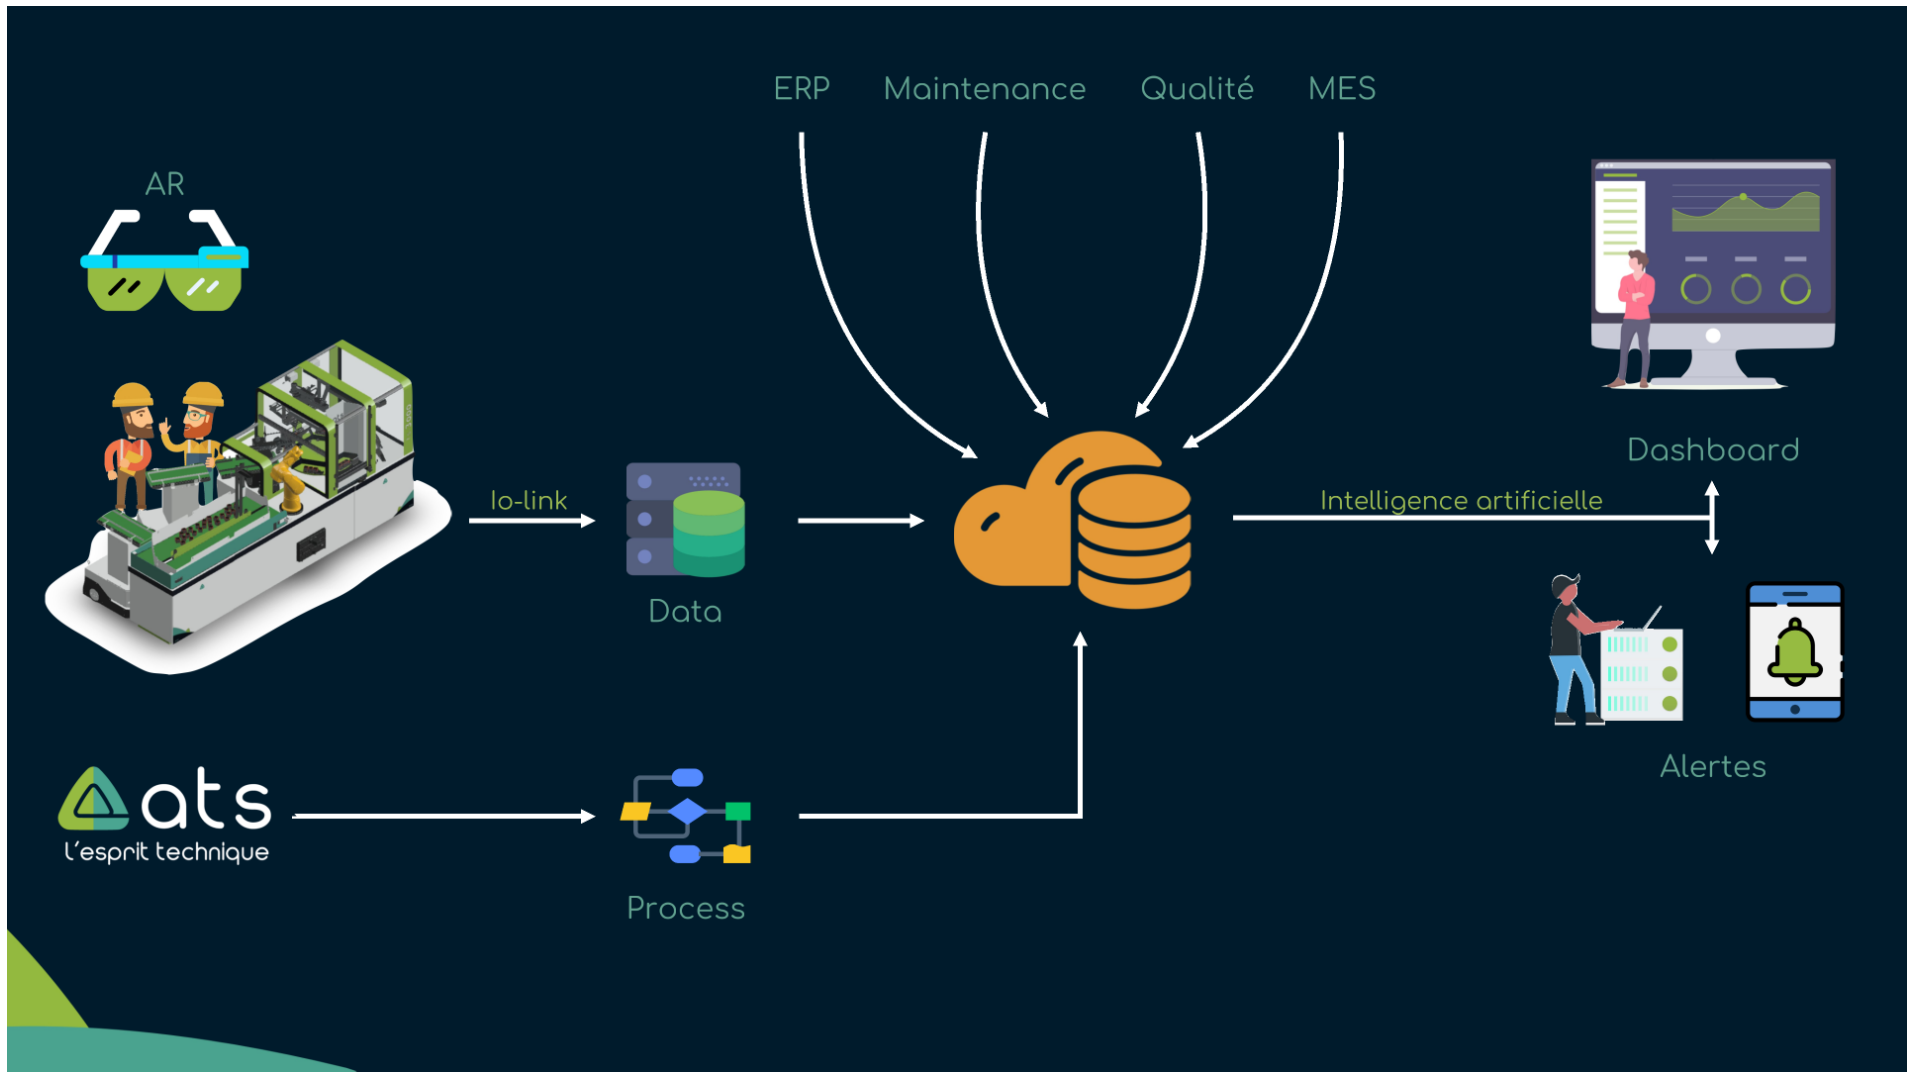 ERP
Maintenance
Qualité
MES
AR
Io-link
Data
Intelligence artificielle
Dashboard
Alertes
ats
l'esprit technique
Process